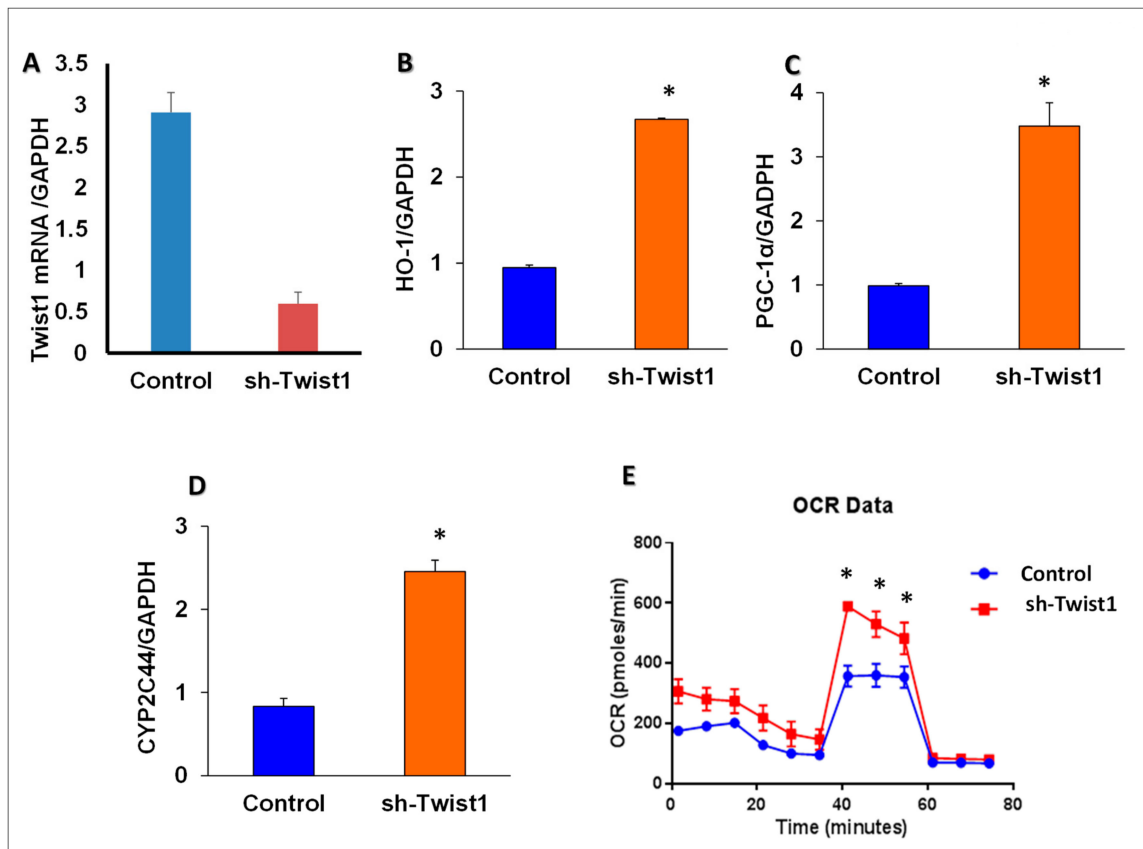 A
Twist1 mRNA /GAPDH
3.5
3
2.5
2
1.5
1
0.5
0
Control
sh-Twist1
B
HO-1/GAPDH
3
2
1
0
*
Control
sh-Twist1
C
PGC-1α/GADPH
4
3
2
1
0
*
Control
sh-Twist1
D
CYP2C44/GAPDH
3
2
1
0
*
Control
sh-Twist1
E
OCR Data
OCR (pmoles/min)
800
600
400
200
0
* * *
Control
sh-Twist1
0 20 40 60 80
Time (minutes)